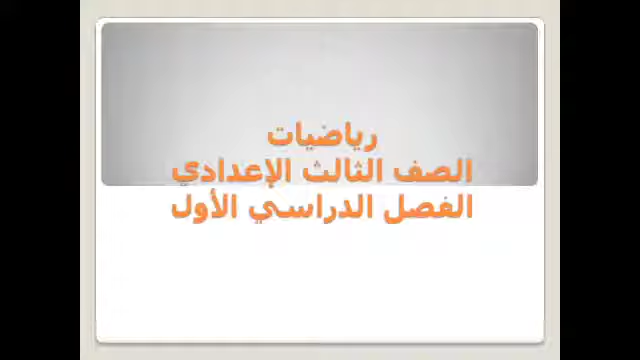 رياضيات
الصف الثالث الإعدادي
الفصل الدراسي الأول